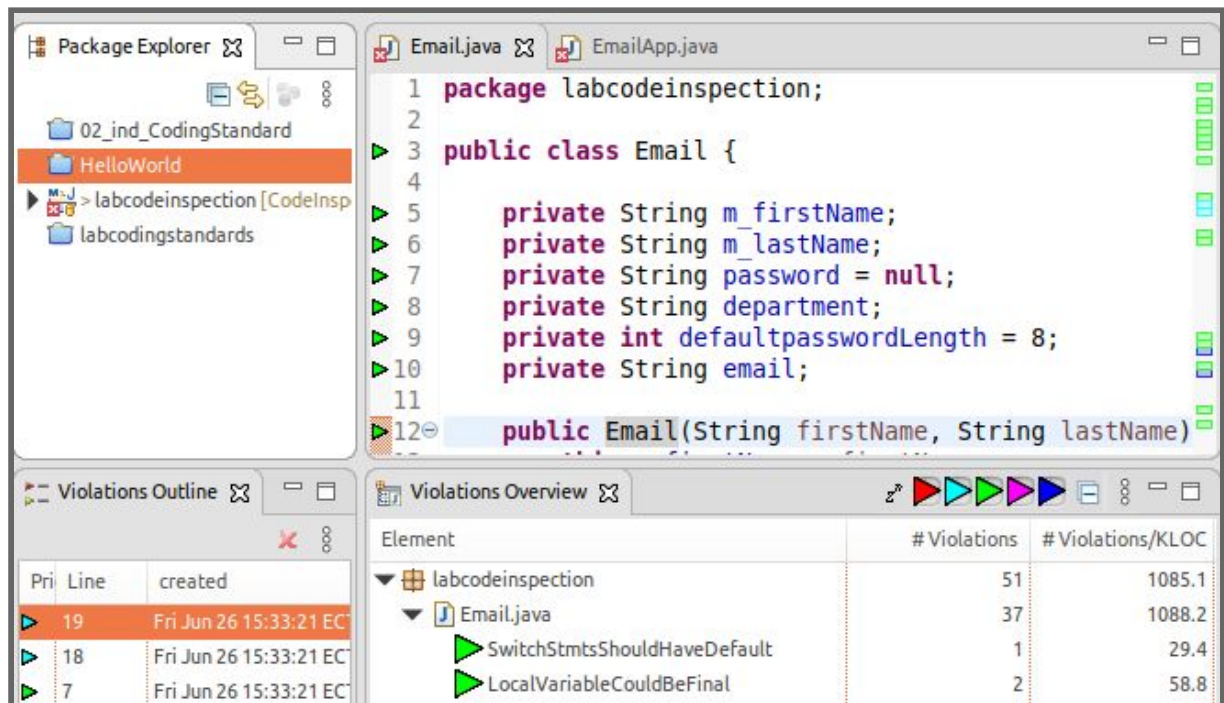 Package Explorer
02_ind_CodingStandard
HelloWorld
> labcodeinspection [CodeInsp
labcodingstandards
Email.java
EmailApp.java
1 package labcodeinspection;
2
3 public class Email {
4
5 private String m_firstName;
6 private String m_lastName;
7 private String password = null;
8 private String department;
9 private int defaultpasswordLength = 8;
10 private String email;
11
12 public Email(String firstName, String lastName)
Violations Outline
Pri Line created
19 Fri Jun 26 15:33:21 EC
18 Fri Jun 26 15:33:21 EC
7 Fri Jun 26 15:33:21 EC
Violations Overview
Element # Violations # Violations/KLOC
labcodeinspection 51 1085.1
Email.java 37 1088.2
SwitchStmtsShouldHaveDefault 1 29.4
LocalVariableCouldBeFinal 2 58.8